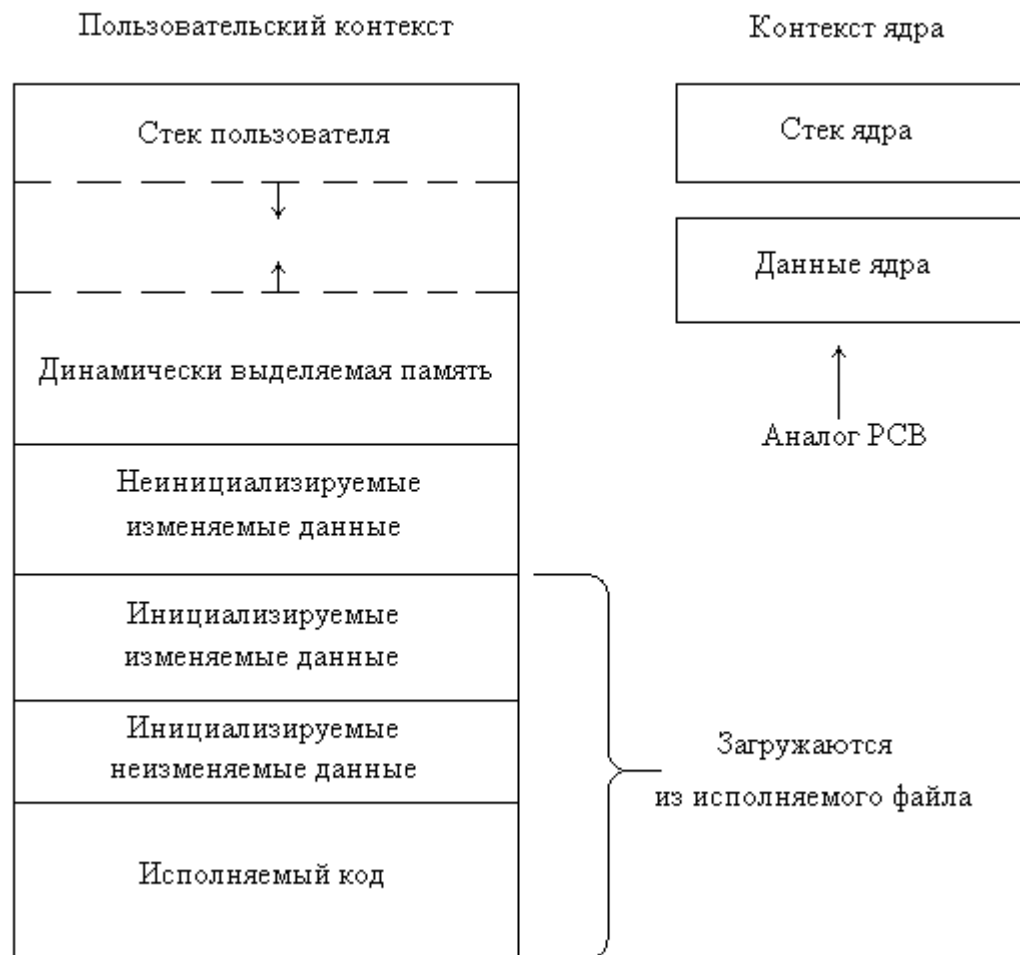 Пользовательский контекст
Контекст ядра
Стек пользователя
Стек ядра
Данные ядра
Динамически выделяемая память
Аналог PCB
Неинициализируемые
изменяемые данные
Инициализируемые
изменяемые данные
Инициализируемые
неизменяемые данные
Загружаются
из исполняемого файла
Исполняемый код